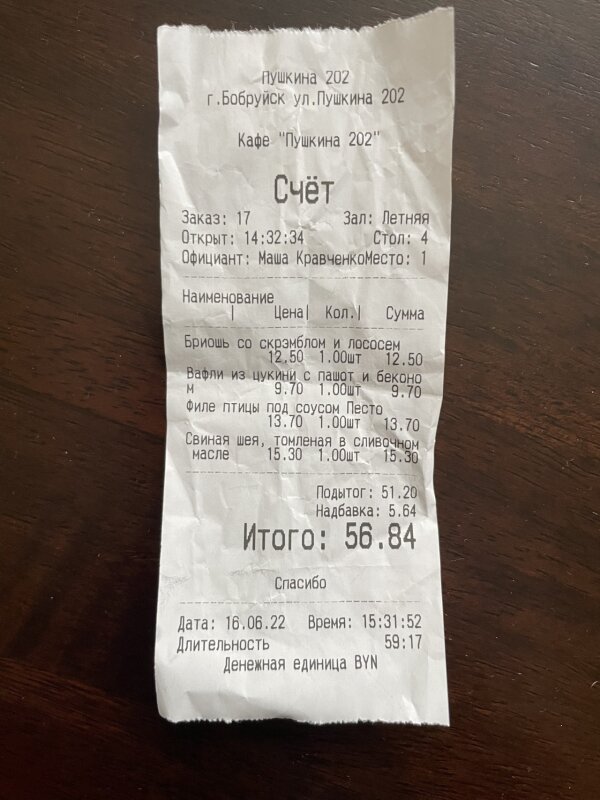 Пушкина 202
г.Бобруйск ул.Пушкина 202
Кафе "Пушкина 202"
Счёт
Заказ: 17 Зал: Летняя
Открыт: 14:32:34 Стол: 4
Официант: Маша КравченкоМесто: 1
Наименование
| Цена| Кол.| Сумма
Бриошь со скрэмблом и лососем
12.50 1.00шт 12.50
Вафли из цукини с пашот и беконо
м 9.70 1.00шт 9.70
Филе птицы под соусом Песто
13.70 1.00шт 13.70
Свиная шея, томленая в сливочном
масле 15.30 1.00шт 15.30
Подытог: 51.20
Надбавка: 5.64
Итого: 56.84
Спасибо
Дата: 16.06.22 Время: 15:31:52
Длительность 59:17
Денежная единица BYN